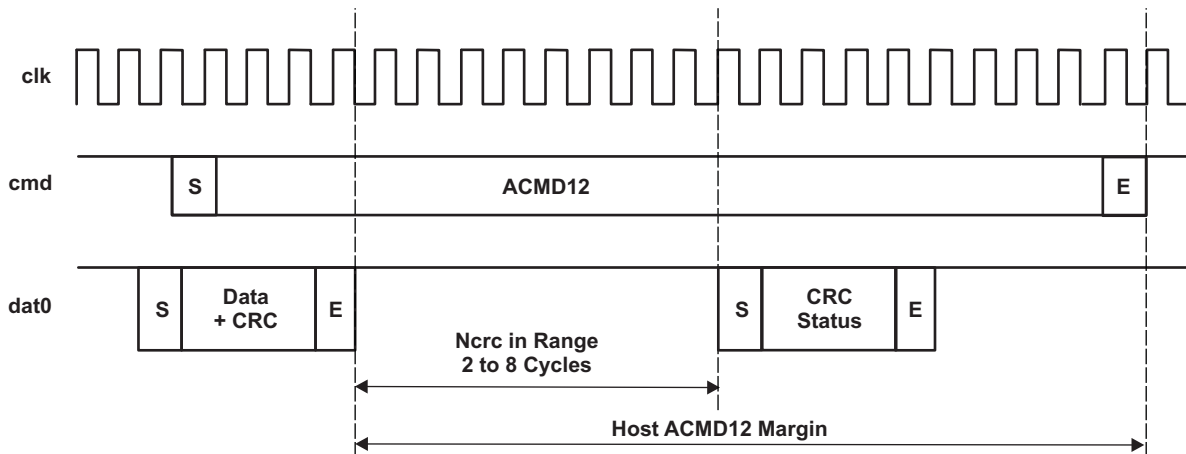 clk
cmd
S
ACMD12
E
dat0
S
Data
+ CRC
E
Ncrc in Range
2 to 8 Cycles
S
CRC
Status
E
Host ACMD12 Margin